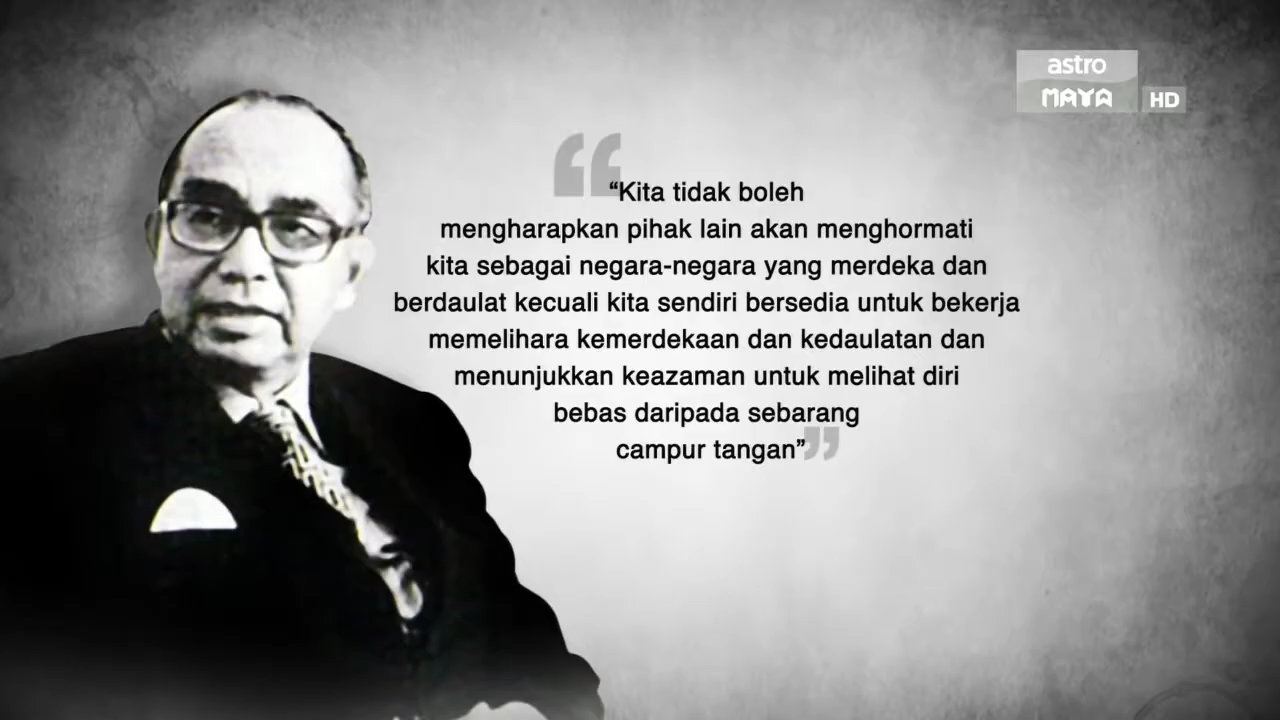 astro
MAYA HD
“Kita tidak boleh
mengharapkan pihak lain akan menghormati
kita sebagai negara-negara yang merdeka dan
berdaulat kecuali kita sendiri bersedia untuk bekerja
memelihara kemerdekaan dan kedaulatan dan
menunjukkan keazaman untuk melihat diri
bebas daripada sebarang
campur tangan”